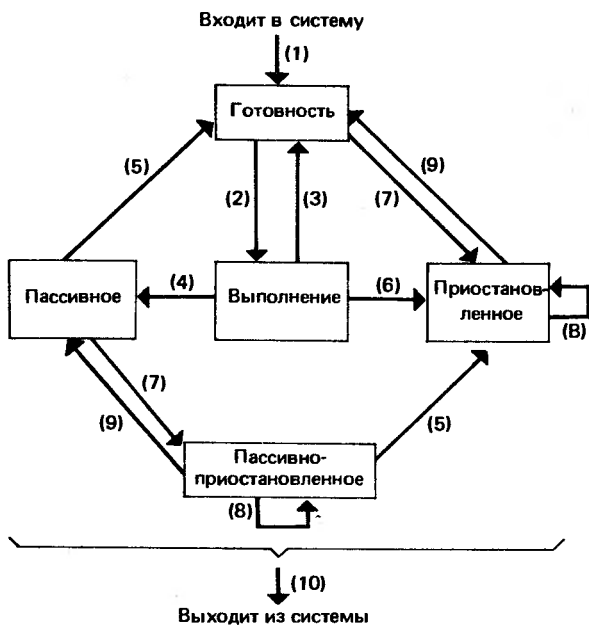 Входит в систему
(1)
Готовность
(5)
(9)
(2)
(3)
(7)
Пассивное
(4)
Выполнение
(6)
Приостанов-
ленное
(В)
(7)
(9)
(5)
Пассивно-
приостановленное
(8)
(10)
Выходит из системы